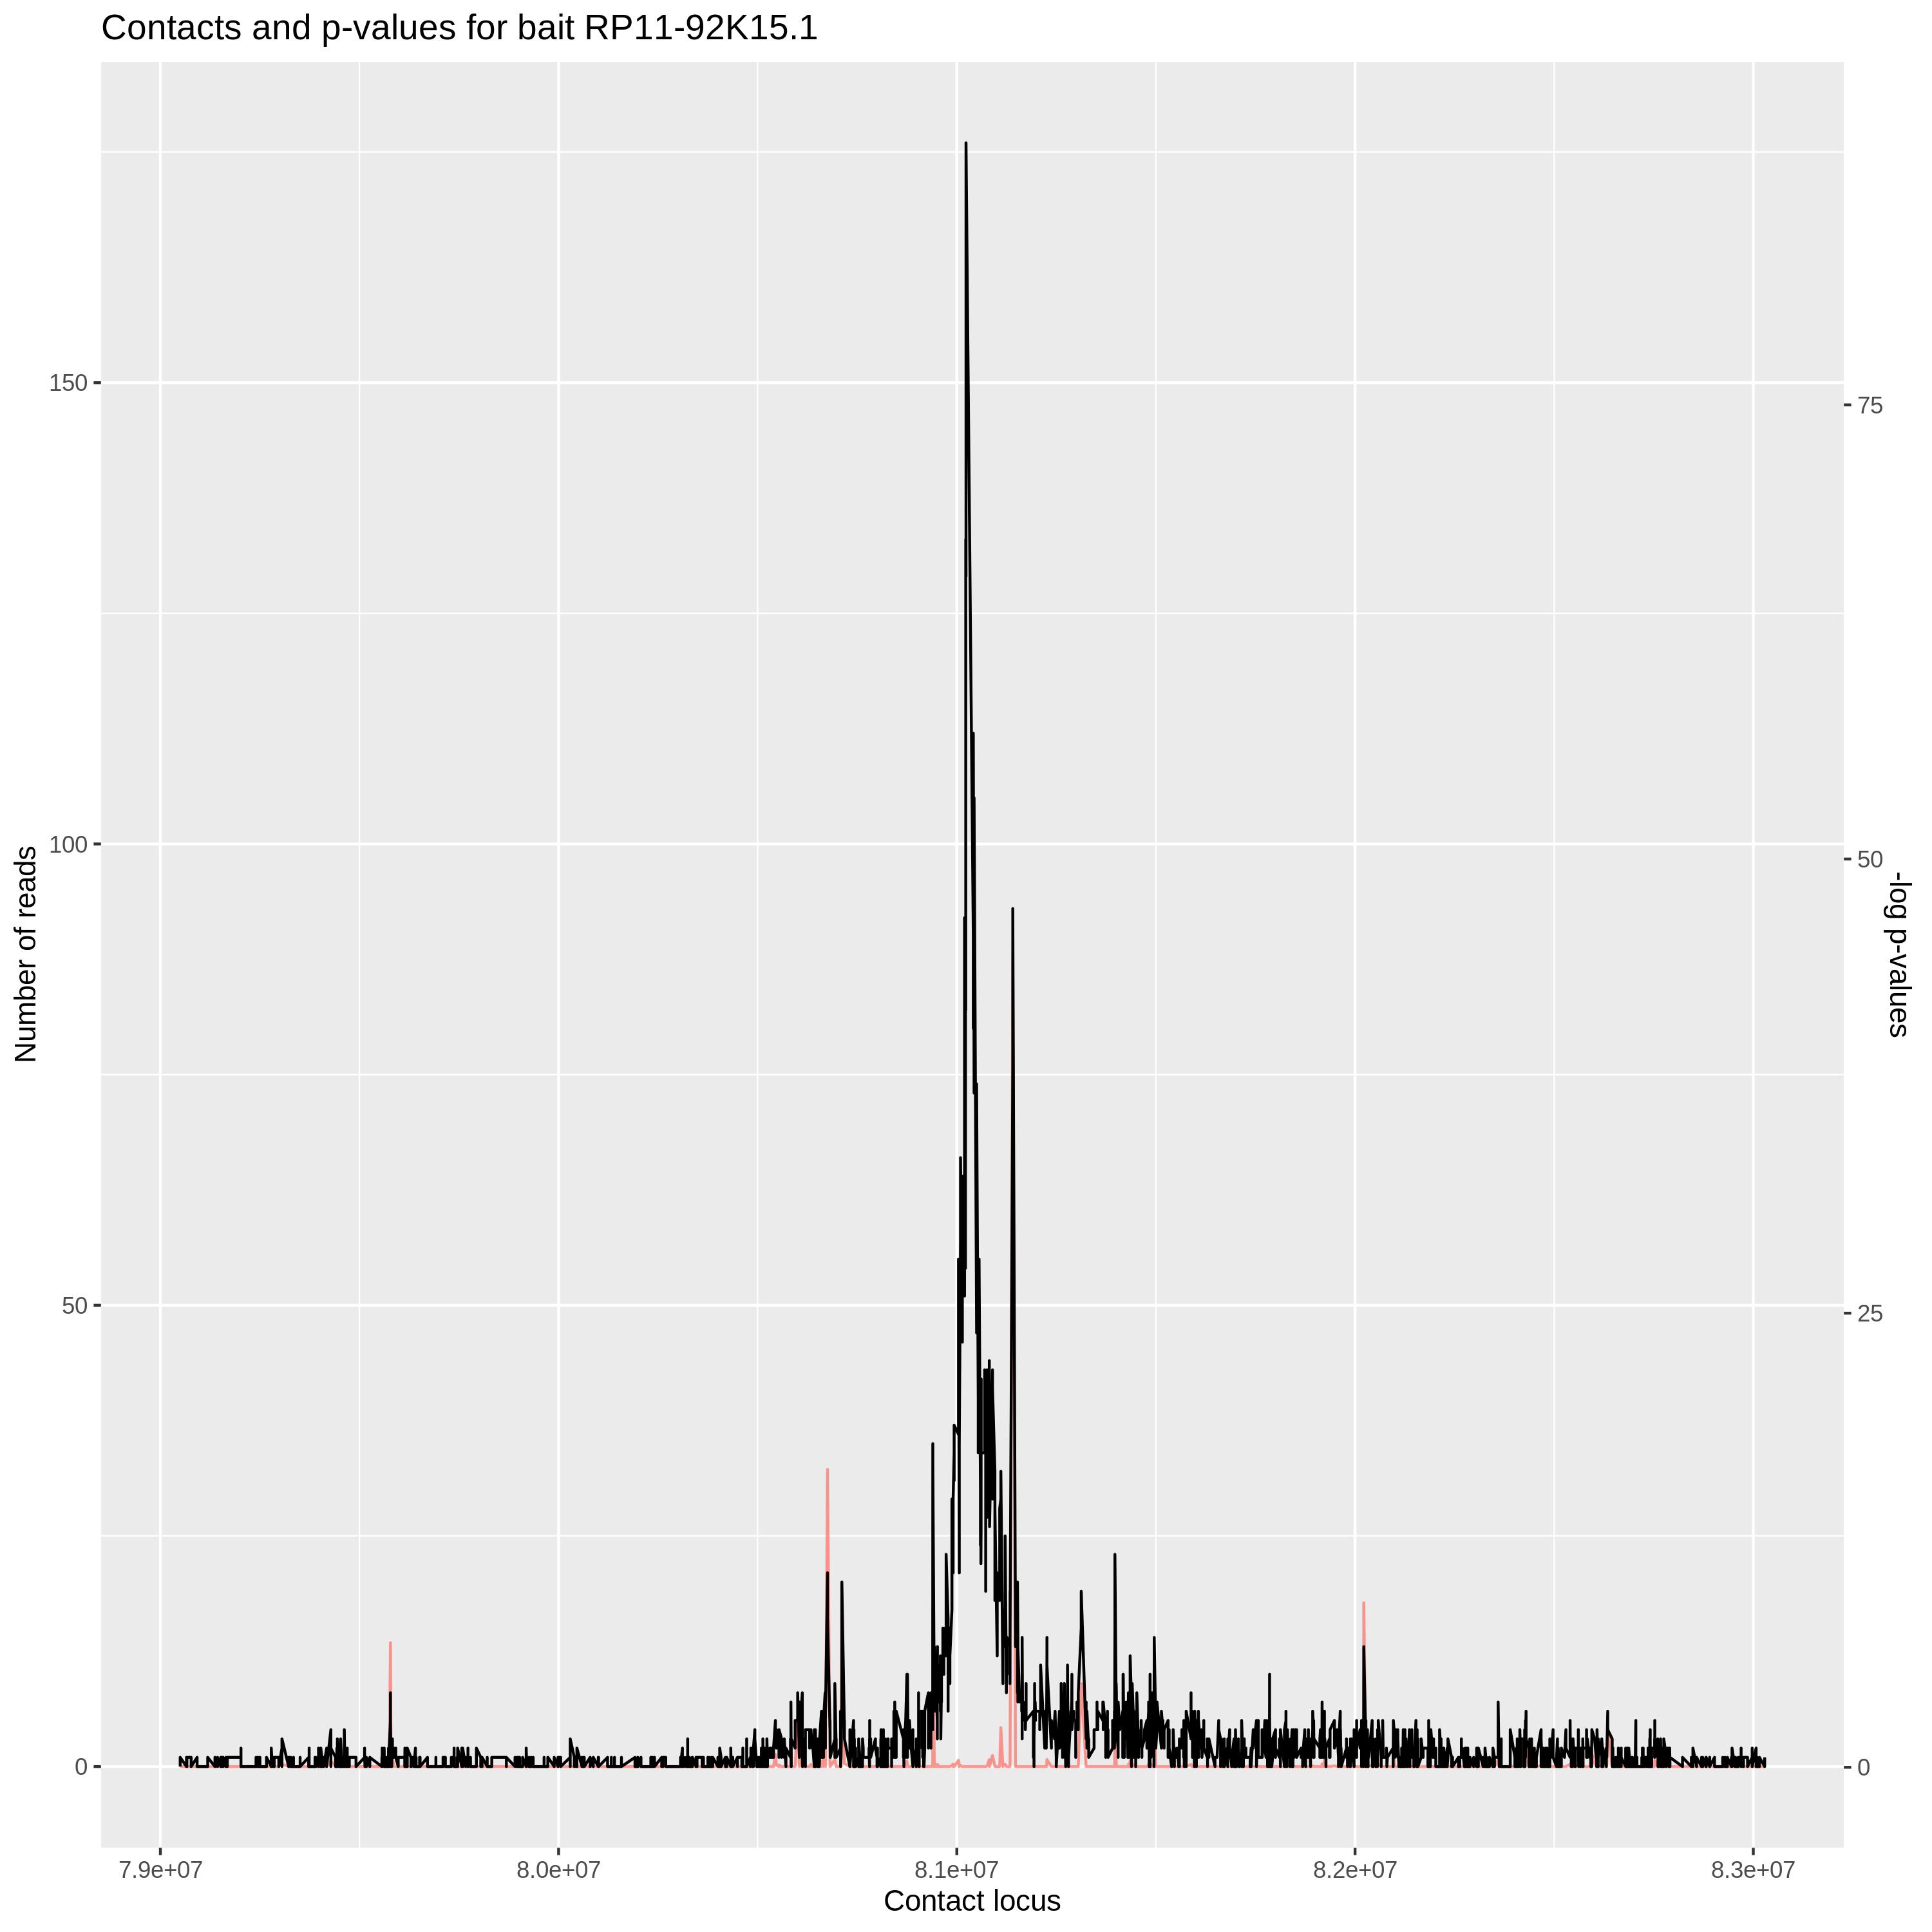 Contacts and p-values for bait RP11-92K15.1
150
100
50
0
Number of reads
75
50
25
0
-log p-values
7.9e+07 8.0e+07 8.1e+07 8.2e+07 8.3e+07
Contact locus